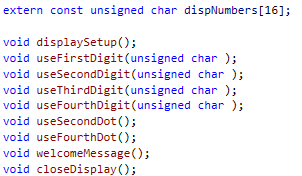 extern const unsigned char dispNumbers[16];
void displaySetup();
void useFirstDigit(unsigned char );
void useSecondDigit(unsigned char );
void useThirdDigit(unsigned char );
void useFourthDigit(unsigned char );
void useSecondDot();
void useFourthDot();
void welcomeMessage();
void closeDisplay();